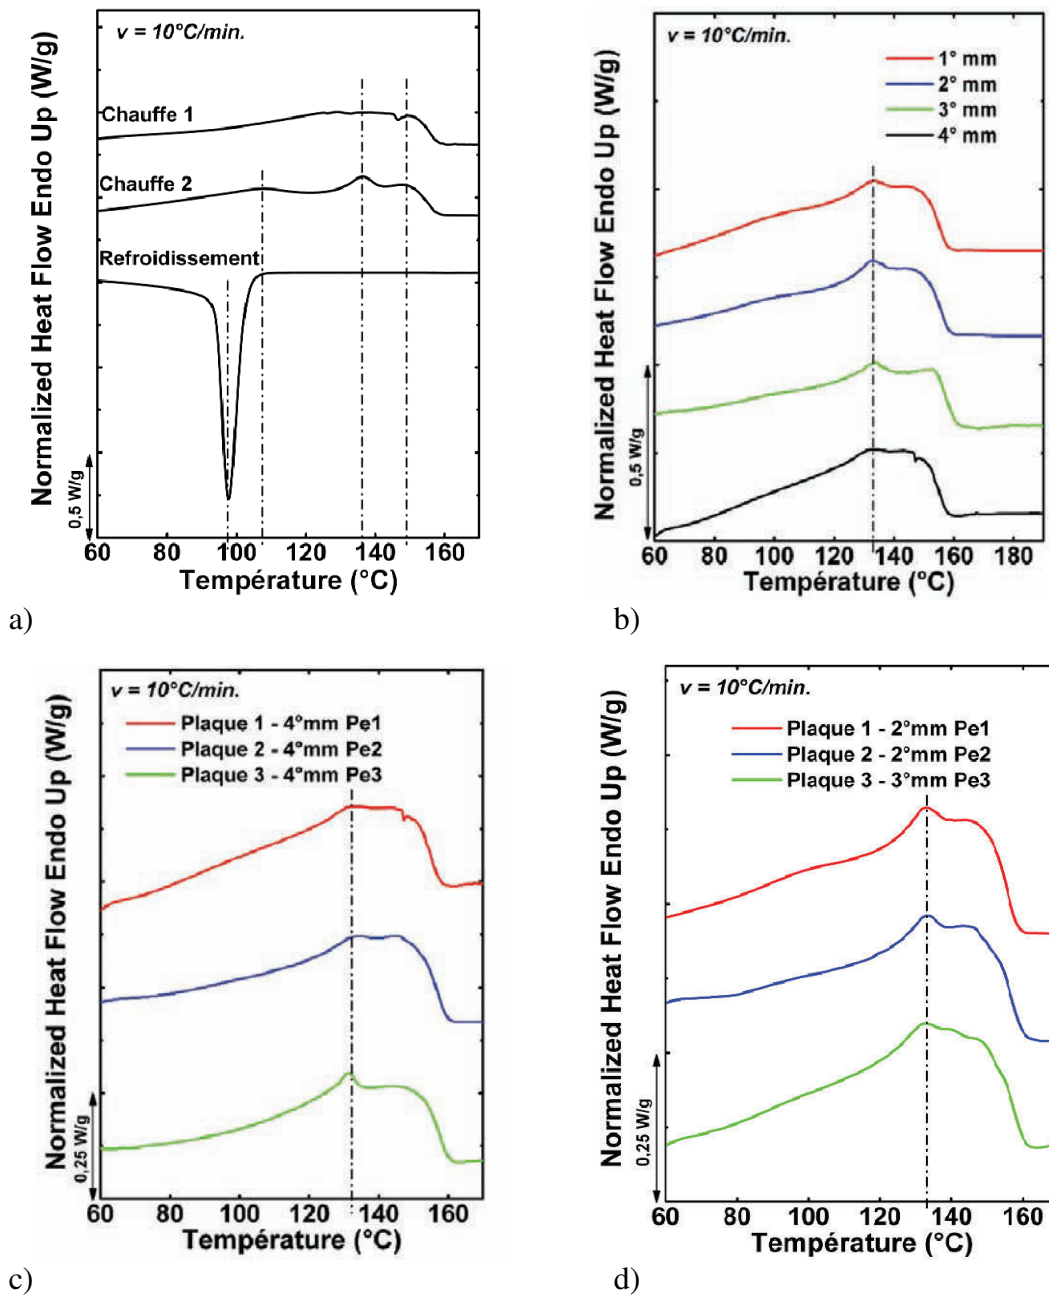 v = 10°C/min.
Chauffe 1
Chauffe 2
Refroidissement
Normalized Heat Flow Endo Up (W/g)
0,5 W/g
60 80 100 120 140 160
Température (°C)
a)
v = 10°C/min.
1° mm
2° mm
3° mm
4° mm
Normalized Heat Flow Endo Up (W/g)
0,5 W/g
60 80 100 120 140 160 180
Température (°C)
b)
v = 10°C/min.
Plaque 1 - 4°mm Pe1
Plaque 2 - 4°mm Pe2
Plaque 3 - 4°mm Pe3
Normalized Heat Flow Endo Up (W/g)
0,25 W/g
60 80 100 120 140 160
Température (°C)
c)
v = 10°C/min.
Plaque 1 - 2°mm Pe1
Plaque 2 - 2°mm Pe2
Plaque 3 - 3°mm Pe3
Normalized Heat Flow Endo Up (W/g)
0,25 W/g
60 80 100 120 140 160
Température (°C)
d)